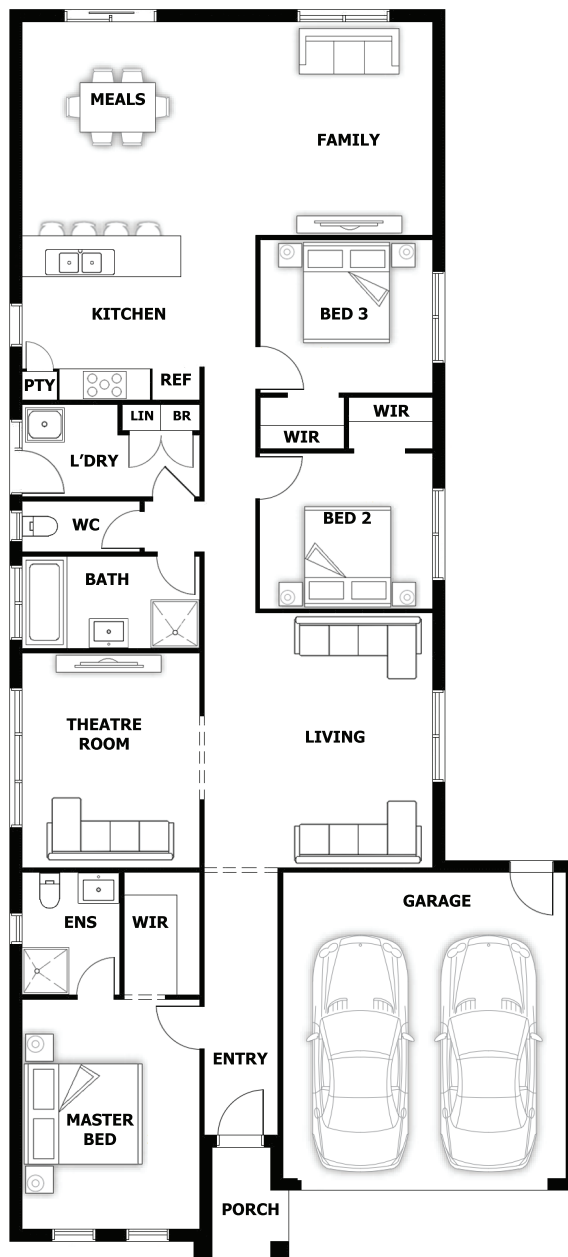 MEALS
FAMILY
KITCHEN
BED 3
PTY
REF
WIR
WIR
LIN
BR
L'DRY
WC
BED 2
BATH
THEATRE
ROOM
LIVING
GARAGE
ENS
WIR
ENTRY
MASTER
BED
PORCH